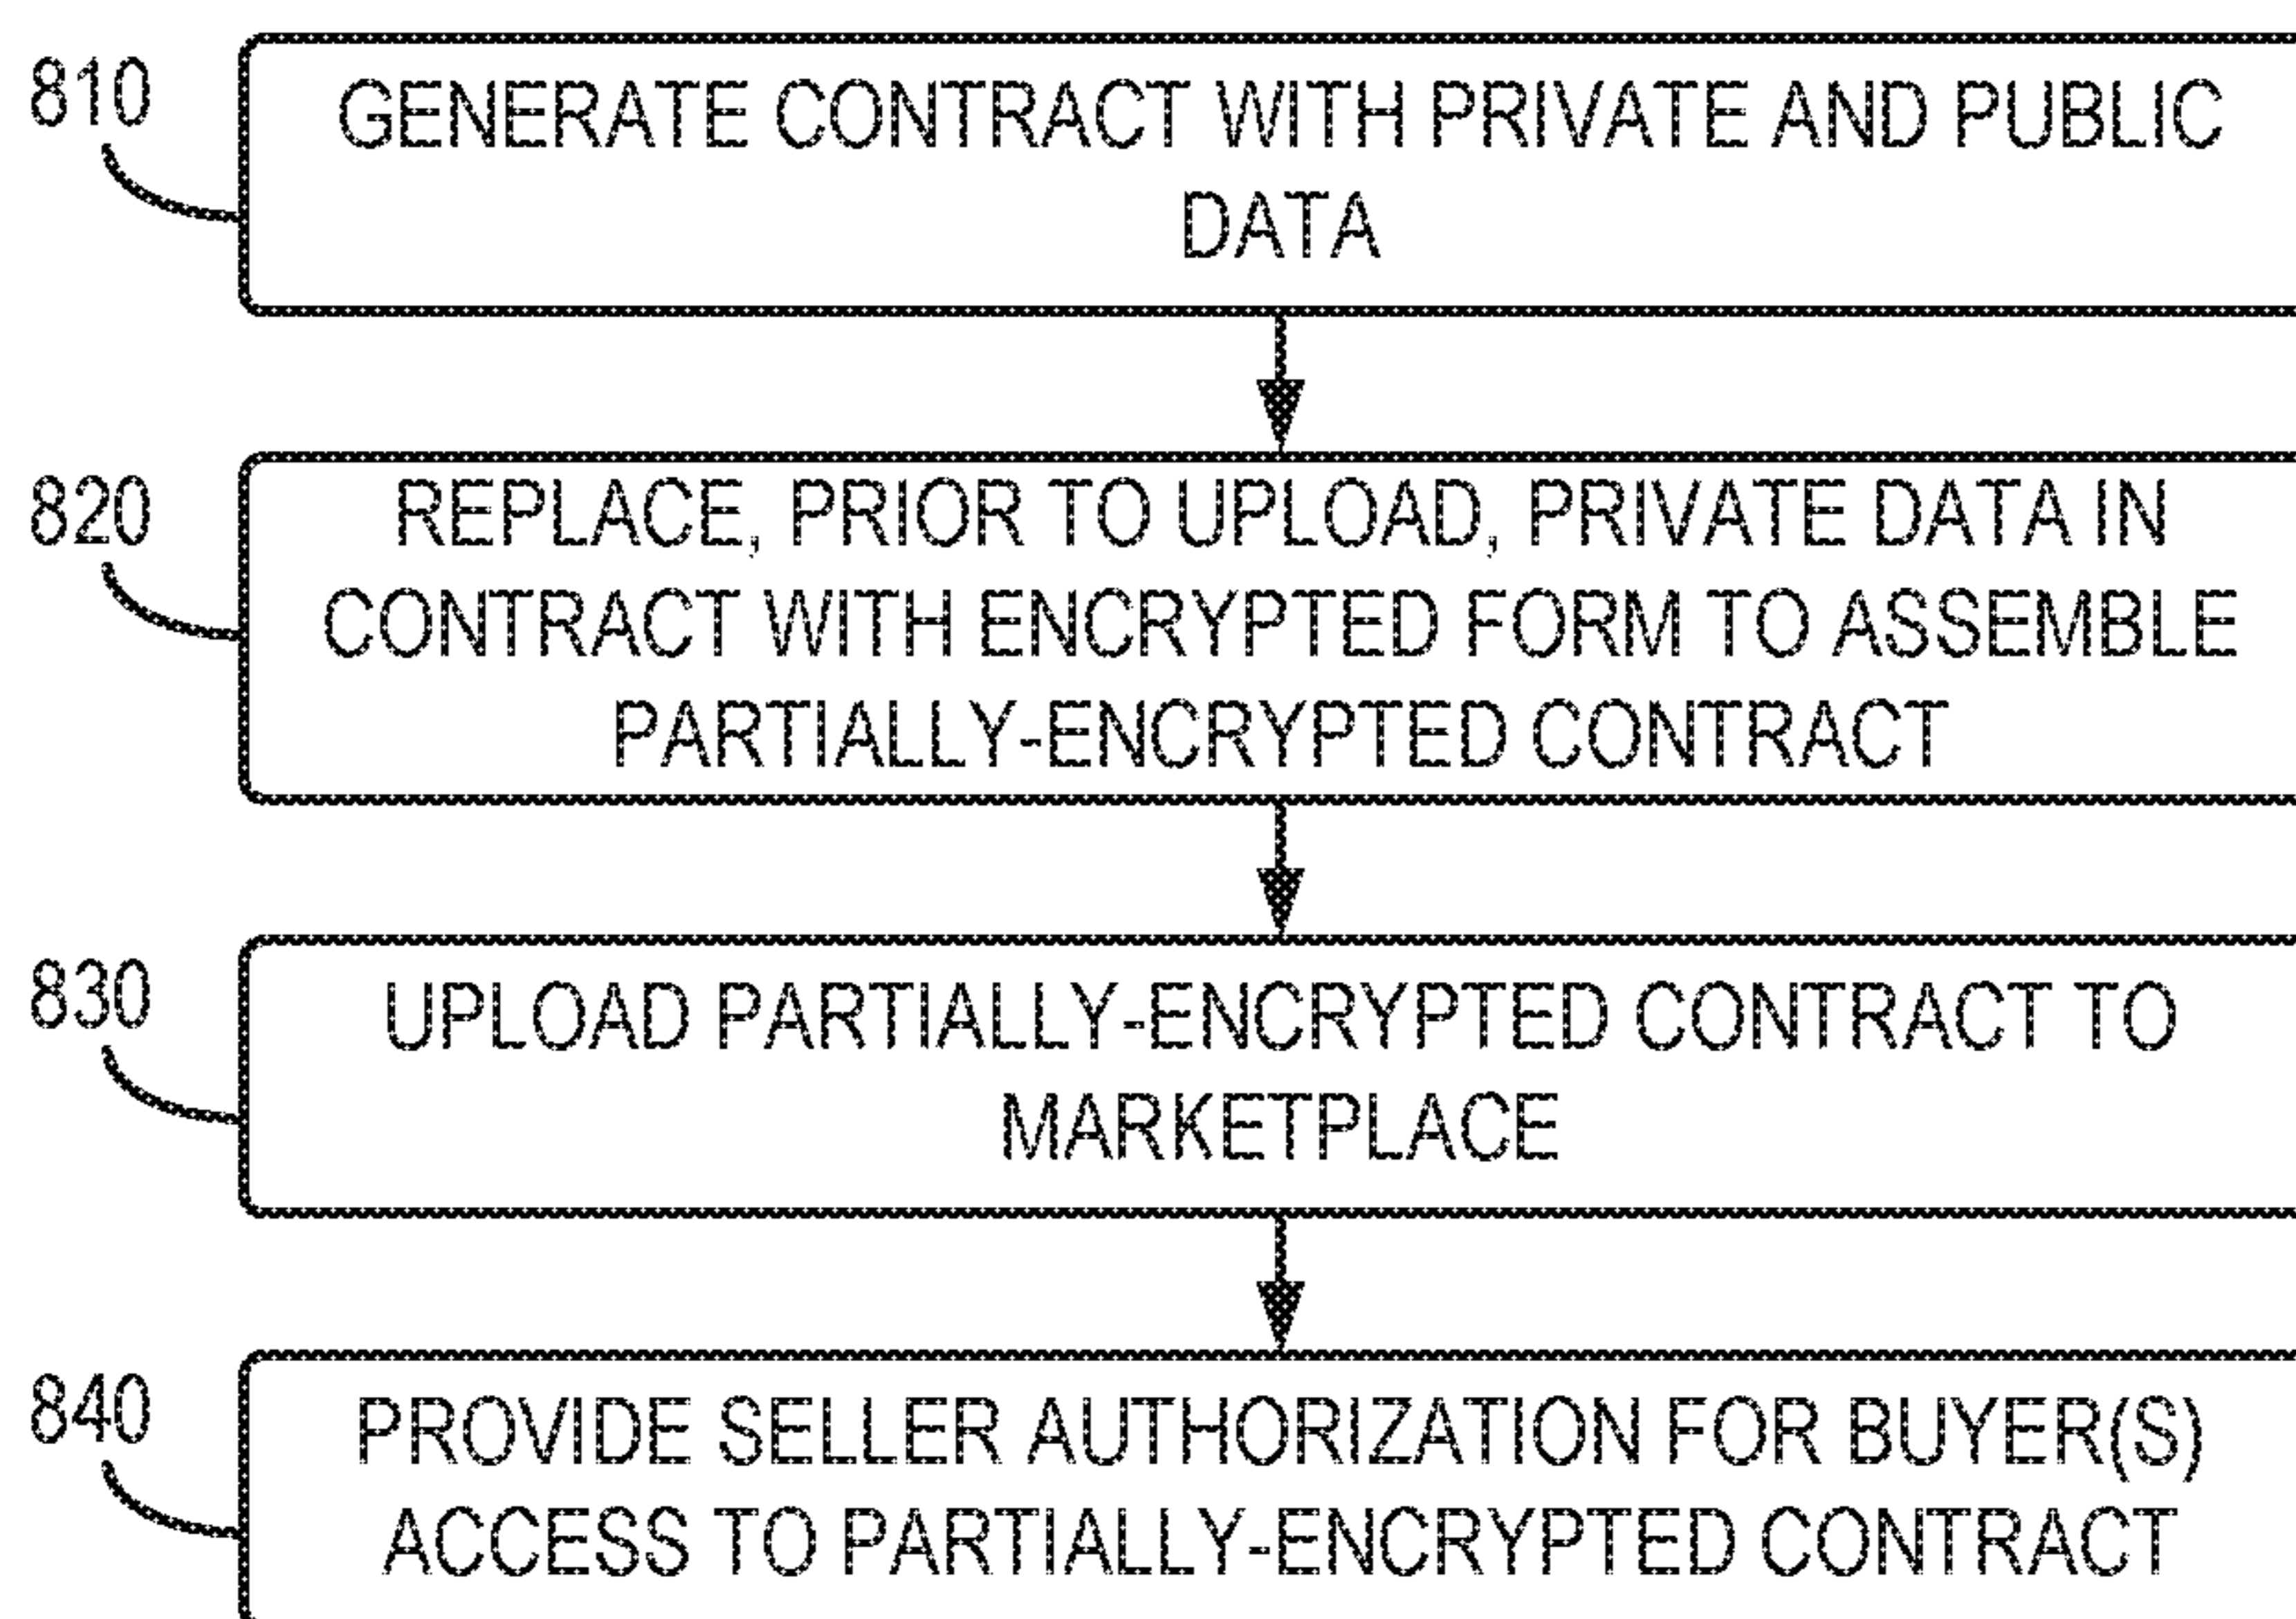 810
GENERATE CONTRACT WITH PRIVATE AND PUBLIC
DATA
820
REPLACE, PRIOR TO UPLOAD, PRIVATE DATA IN
CONTRACT WITH ENCRYPTED FORM TO ASSEMBLE
PARTIALLY-ENCRYPTED CONTRACT
830
UPLOAD PARTIALLY-ENCRYPTED CONTRACT TO
MARKETPLACE
840
PROVIDE SELLER AUTHORIZATION FOR BUYER(S)
ACCESS TO PARTIALLY-ENCRYPTED CONTRACT